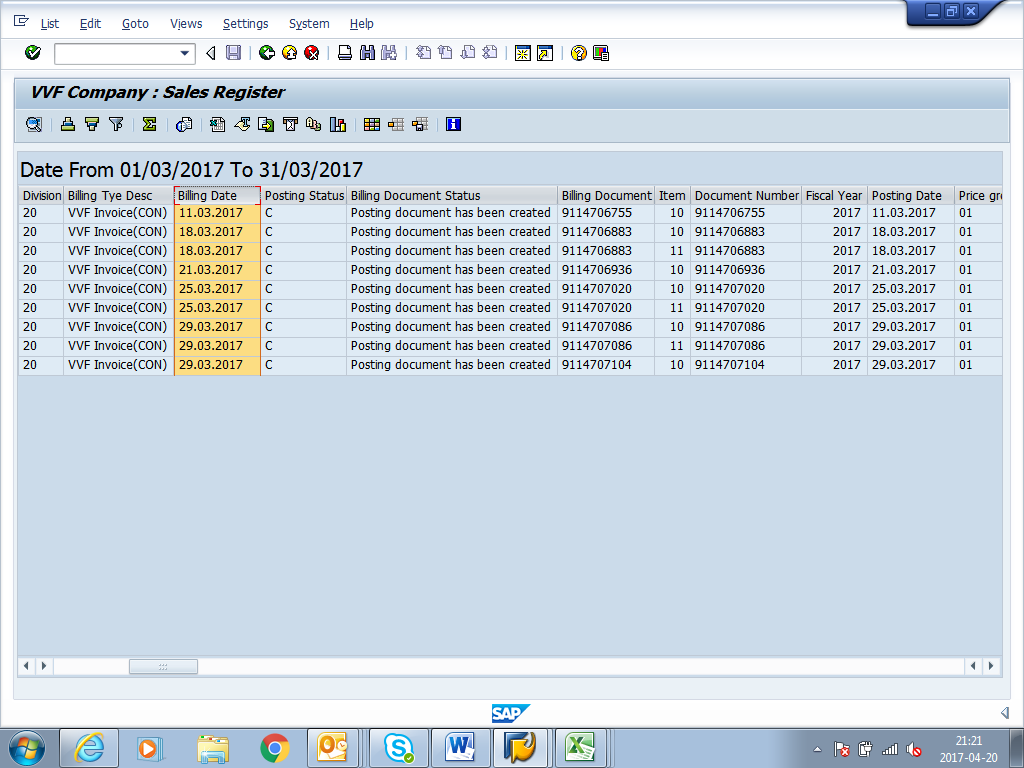 List Edit Goto Views Settings System Help
VVF Company : Sales Register
Date From 01/03/2017 To 31/03/2017
Division Billing Tye Desc Billing Date Posting Status Billing Document Status Billing Document Item Document Number Fiscal Year Posting Date Price gr
20 VVF Invoice(CON) 11.03.2017 C Posting document has been created 9114706755 10 9114706755 2017 11.03.2017 01
20 VVF Invoice(CON) 18.03.2017 C Posting document has been created 9114706883 10 9114706883 2017 18.03.2017 01
20 VVF Invoice(CON) 18.03.2017 C Posting document has been created 9114706883 11 9114706883 2017 18.03.2017 01
20 VVF Invoice(CON) 21.03.2017 C Posting document has been created 9114706936 10 9114706936 2017 21.03.2017 01
20 VVF Invoice(CON) 25.03.2017 C Posting document has been created 9114707020 10 9114707020 2017 25.03.2017 01
20 VVF Invoice(CON) 25.03.2017 C Posting document has been created 9114707020 11 9114707020 2017 25.03.2017 01
20 VVF Invoice(CON) 29.03.2017 C Posting document has been created 9114707086 10 9114707086 2017 29.03.2017 01
20 VVF Invoice(CON) 29.03.2017 C Posting document has been created 9114707086 11 9114707086 2017 29.03.2017 01
20 VVF Invoice(CON) 29.03.2017 C Posting document has been created 9114707104 10 9114707104 2017 29.03.2017 01
SAP
21:21
2017-04-20